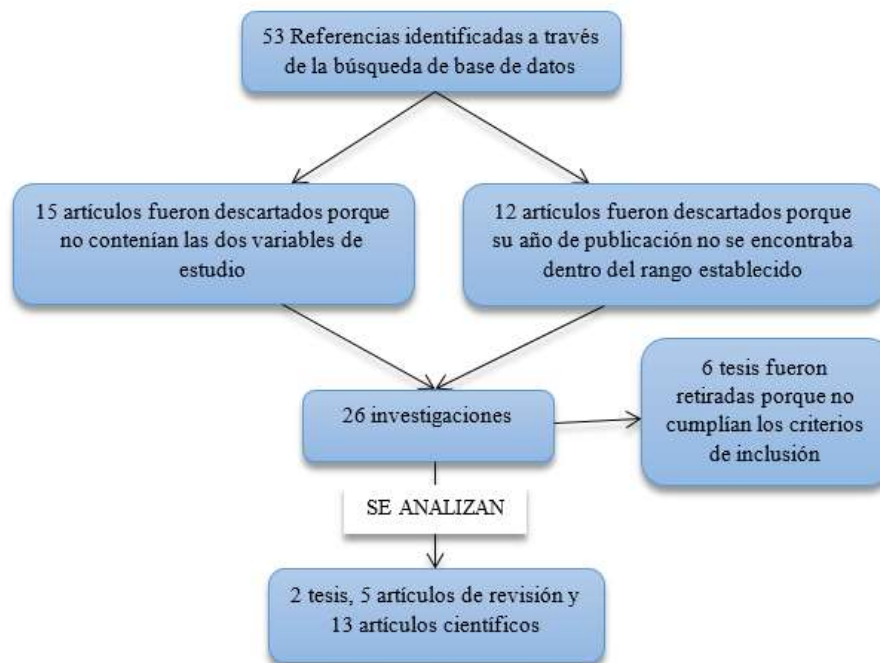 53 Referencias identificadas a través
de la búsqueda de base de datos
15 artículos fueron descartados porque
no contenían las dos variables de
estudio
12 artículos fueron descartados porque
su año de publicación no se encontraba
dentro del rango establecido
26 investigaciones
6 tesis fueron
retiradas porque no
cumplían los criterios
de inclusión
SE ANALIZAN
2 tesis, 5 artículos de revisión y
13 artículos científicos